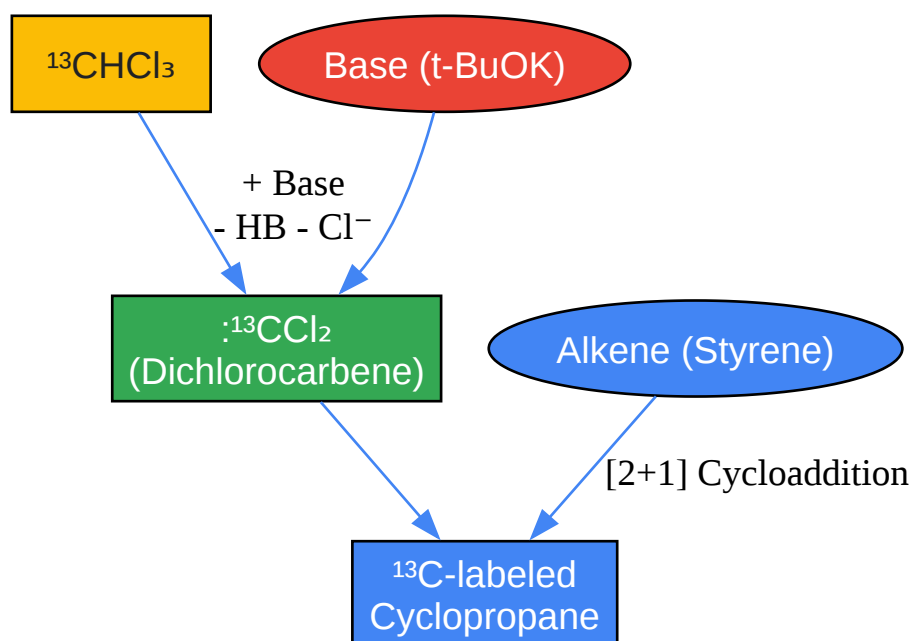 ¹³CHCl₃
Base (t-BuOK)
+ Base
- HB - Cl⁻
:¹³CCl₂
(Dichlorocarbene)
Alkene (Styrene)
[2+1] Cycloaddition
¹³C-labeled
Cyclopropane